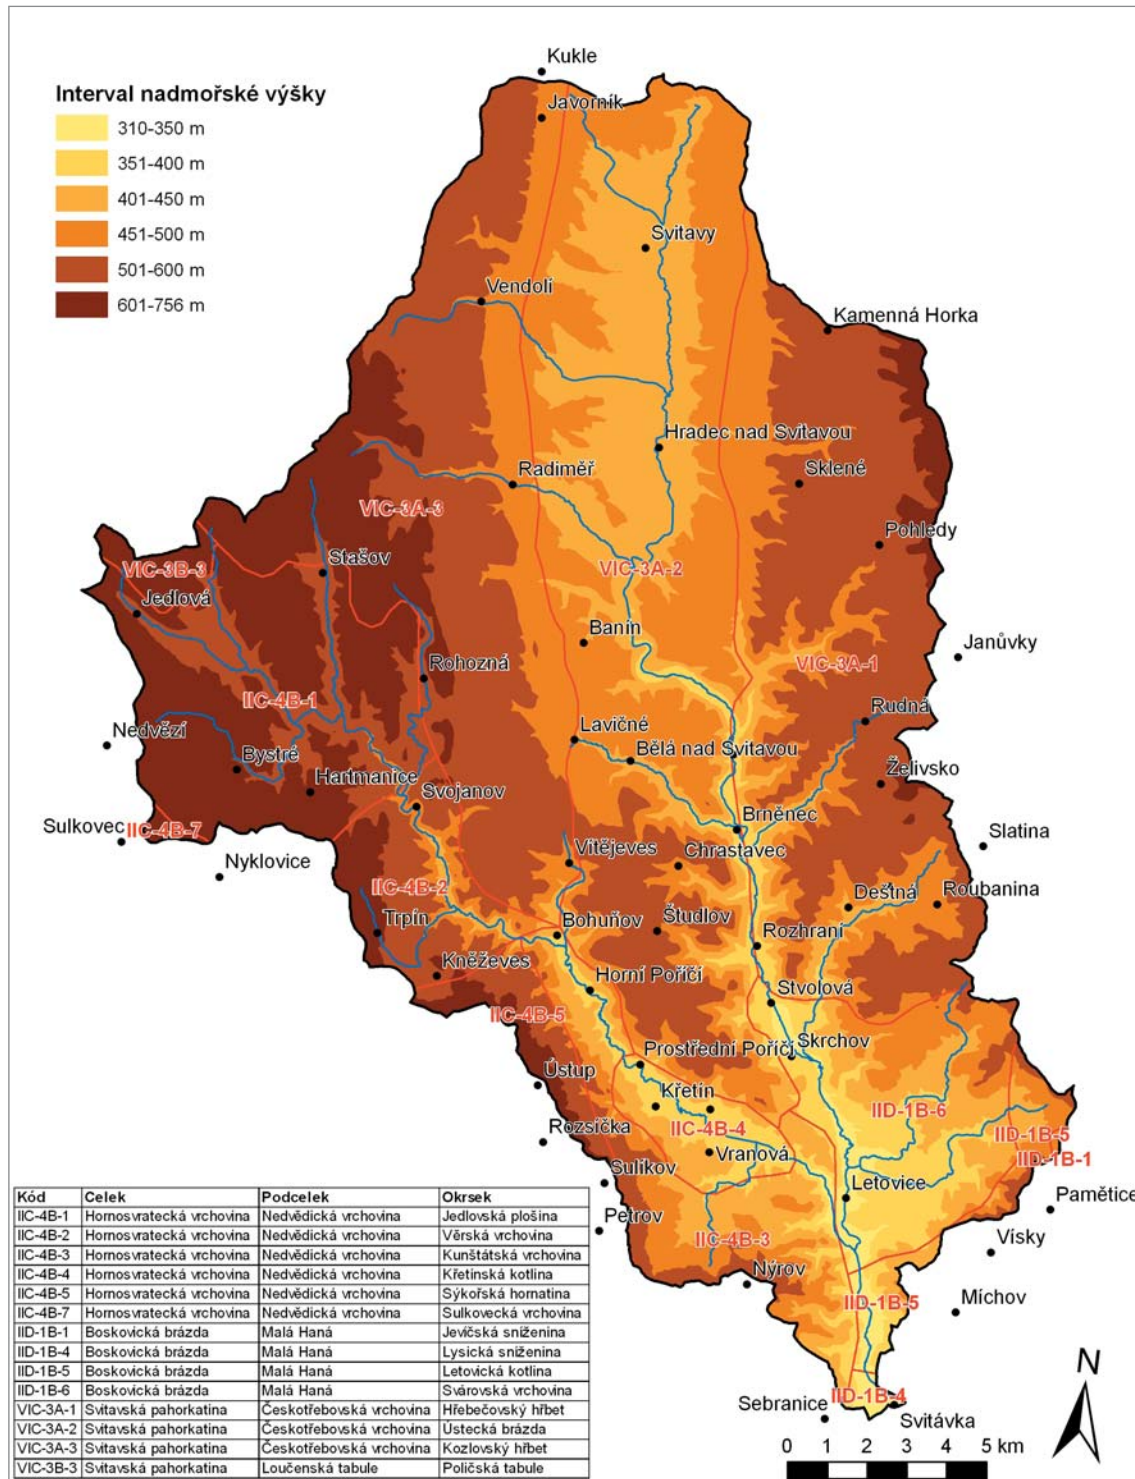 Kukle
Interval nadmořské výšky
310-350 m
351-400 m
401-450 m
451-500 m
501-600 m
601-756 m
Javorník
Svitavy
Vendolí
Kamenná Horka
Hradec nad Svitavou
Radiměř
Sklené
VIC-3A-3
Pohledy
Stašov
VIC-3B-3
VIC-3A-2
Jedlová
Banín
Janůvky
Rohozná
VIC-3A-1
IIC-4B-1
Rudná
Nedvězí
Lavičné
Bělá nad Svitavou
Bystré
Želivsko
Hartmanice
Svojanov
Brněnec
Sulkovec
IIC-4B-7
Slatina
Nyklovice
Vítějeves
Chrastavec
IIC-4B-2
Deštná
Roubanina
Trpín
Bohuňov
Študlov
Rozhraní
Kněževes
Horní Poříčí
Stvolová
IIC-4B-5
Prostřední Poříčí
Skrchov
Ústup
Křetín
IID-1B-6
Rozsíčka
IIC-4B-4
IID-1B-5
Vranová
IID-1B-1
Sulíkov
Letovice
Pamětice
Petrov
IIC-4B-3
Vísky
Nýrov
IID-1B-5
Míchov
IID-1B-4
Sebranice
Svitávka
N
0 1 2 3 4 5 km
Kód Celek Podcelek Okrsek
IIC-4B-1 Hornosvratecká vrchovina Nedvědická vrchovina Jedlovská plošina
IIC-4B-2 Hornosvratecká vrchovina Nedvědická vrchovina Věrská vrchovina
IIC-4B-3 Hornosvratecká vrchovina Nedvědická vrchovina Kunštátská vrchovina
IIC-4B-4 Hornosvratecká vrchovina Nedvědická vrchovina Křetínská kotlina
IIC-4B-5 Hornosvratecká vrchovina Nedvědická vrchovina Sýkořská hornatina
IIC-4B-7 Hornosvratecká vrchovina Nedvědická vrchovina Sulkovecká vrchovina
IID-1B-1 Boskovická brázda Malá Haná Jevíčská sníženina
IID-1B-4 Boskovická brázda Malá Haná Lysická sníženina
IID-1B-5 Boskovická brázda Malá Haná Letovická kotlina
IID-1B-6 Boskovická brázda Malá Haná Svárovská vrchovina
VIC-3A-1 Svitavská pahorkatina Českotřebovská vrchovina Hřebečovský hřbet
VIC-3A-2 Svitavská pahorkatina Českotřebovská vrchovina Ústecká brázda
VIC-3A-3 Svitavská pahorkatina Českotřebovská vrchovina Kozlovský hřbet
VIC-3B-3 Svitavská pahorkatina Loučenská tabule Poličská tabule